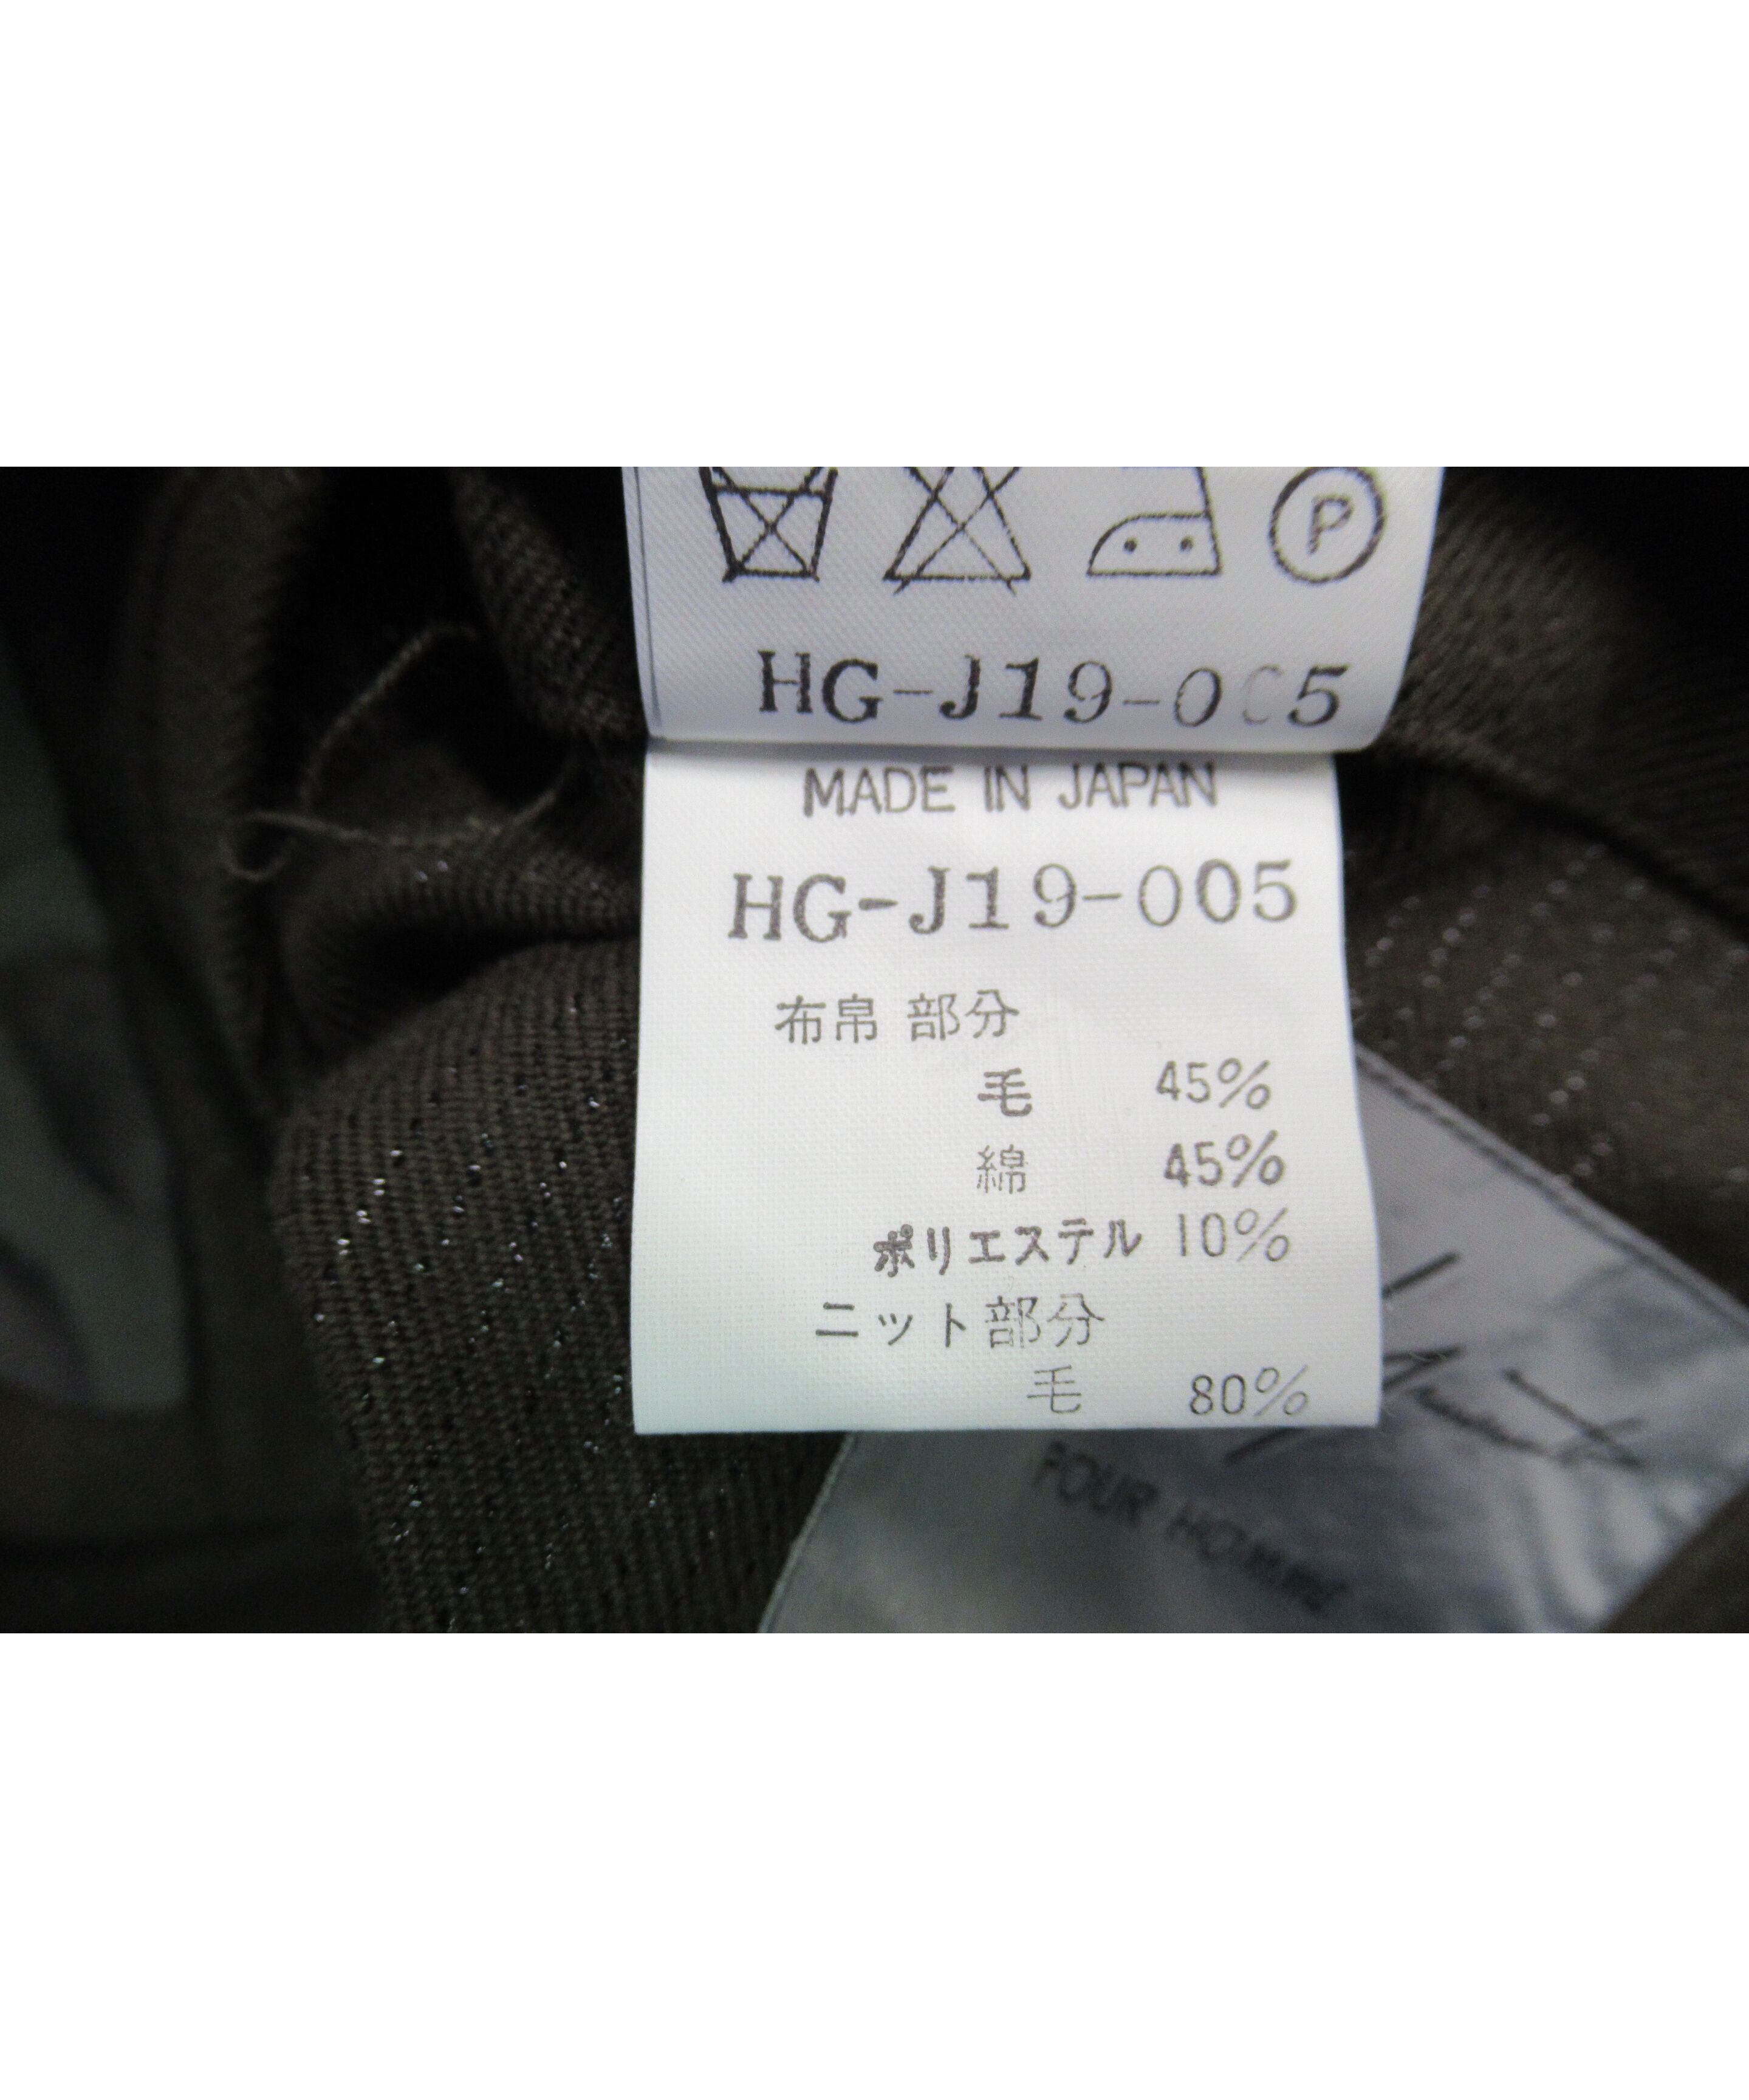 P
HG-J19-005
MADE IN JAPAN
HG-J19-005
布帛 部分
毛 45%
綿 45%
ポリエステル 10%
ニット部分
毛 80%
POUR HOMME